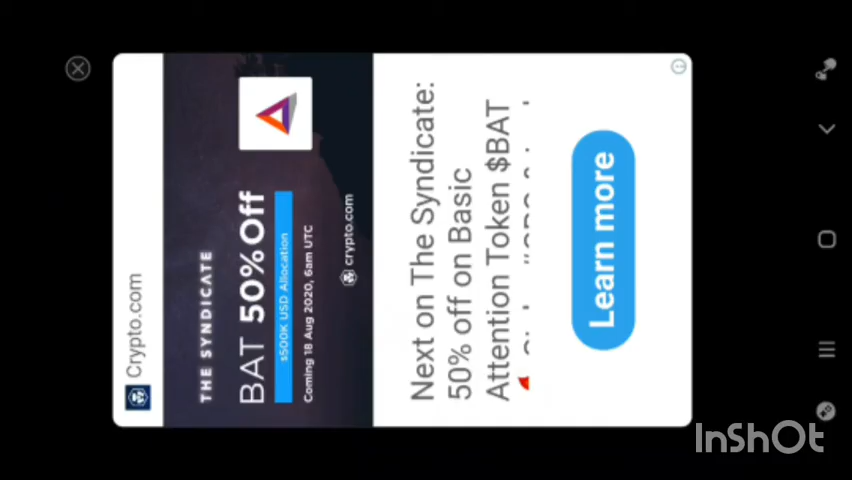 Crypto.com
THE SYNDICATE
BAT 50% Off
$500K USD Allocation
Coming 18 Aug 2020, 6am UTC
crypto.com
Next on The Syndicate:
50% off on Basic
Attention Token $BAT
Learn more
InShOt